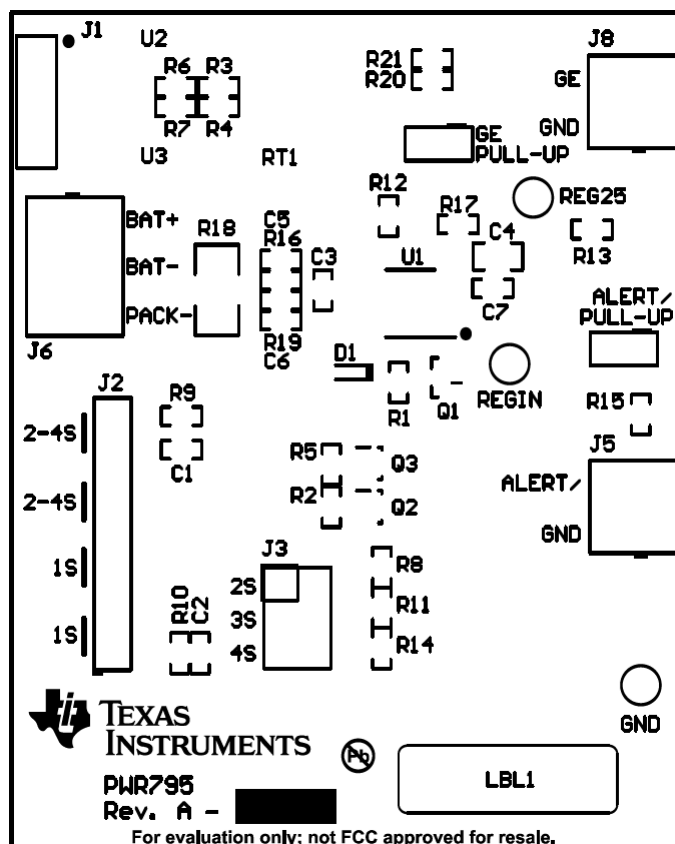 J1
U2
R6 R3
R7 R4
U3
RT1
R21
R20
J8
GE
GND
GE
PULL-UP
R12
REG25
R17
BAT+
BAT-
PACK-
R18
C5
R16
C3
U1
C4
R13
C7
R19
C6
ALERT/
PULL-UP
J6
D1
J2
R9
R1
Q1
REGIN
R15
2-4S
C1
R5
Q3
J5
2-4S
R2
Q2
ALERT/
GND
1S
J3
R8
2S
R10
C2
3S
R11
1S
4S
R14
GND
TEXAS
INSTRUMENTS
Pb
LBL1
PWR795
Rev. A -
For evaluation only; not FCC approved for resale.